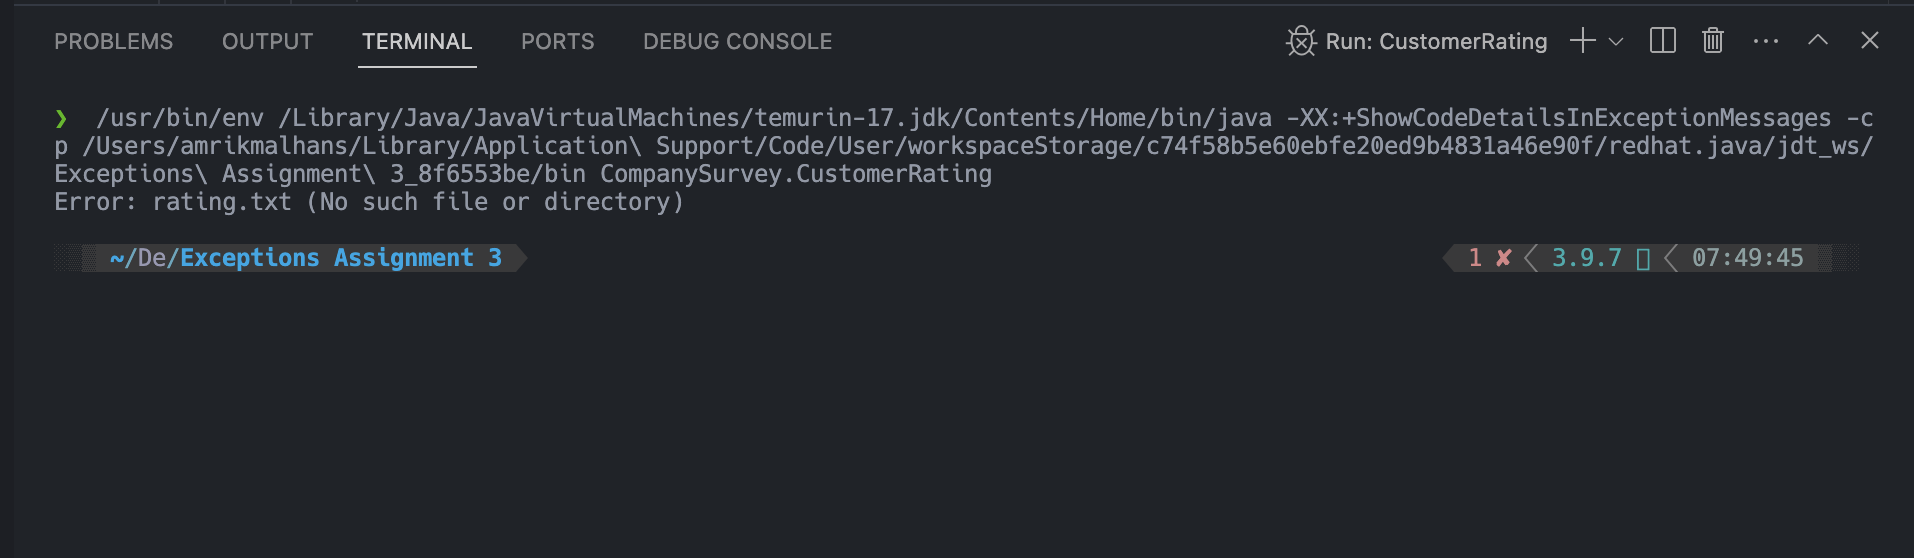 PROBLEMS OUTPUT TERMINAL PORTS DEBUG CONSOLE Run: CustomerRating
❯ /usr/bin/env /Library/Java/JavaVirtualMachines/temurin-17.jdk/Contents/Home/bin/java -XX:+ShowCodeDetailsInExceptionMessages -c
p /Users/amrikmalhans/Library/Application\ Support/Code/User/workspaceStorage/c74f58b5e60ebfe20ed9b4831a46e90f/redhat.java/jdt_ws/
Exceptions\ Assignment\ 3_8f6553be/bin CompanySurvey.CustomerRating
Error: rating.txt (No such file or directory)
~/De/Exceptions Assignment 3 1 ✘ 3.9.7 07:49:45